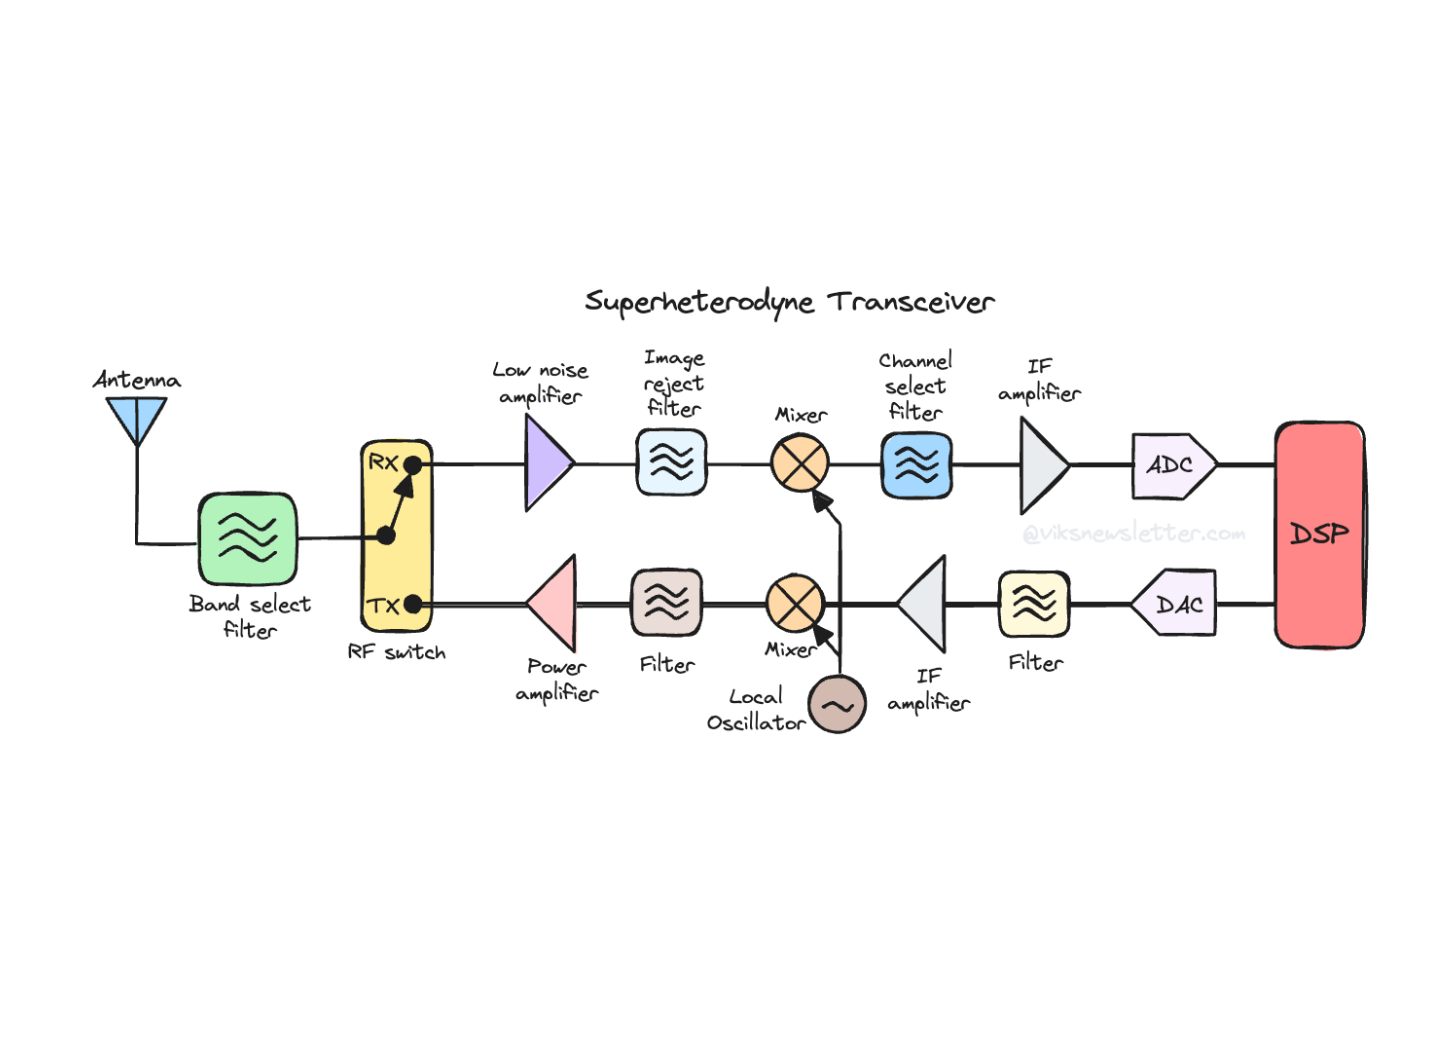 Superheterodyne Transceiver
Antenna
Low noise
amplifier
Image
reject
filter
Mixer
Channel
select
filter
IF
amplifier
RX
ADC
@viksnewsletter.com
DSP
Band select
filter
TX
RF switch
Power
amplifier
Filter
Mixer
Local
Oscillator
IF
amplifier
Filter
DAC